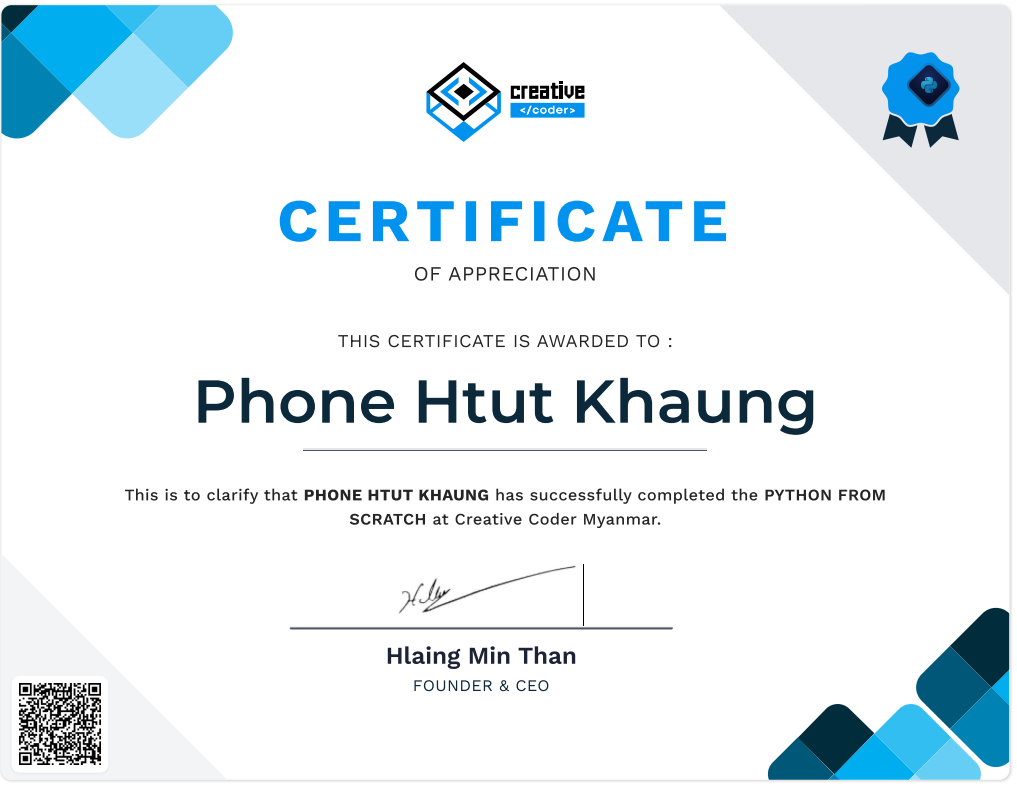 creative
</coder>
CERTIFICATE
OF APPRECIATION
THIS CERTIFICATE IS AWARDED TO :
Phone Htut Khaung
This is to clarify that PHONE HTUT KHAUNG has successfully completed the PYTHON FROM
SCRATCH at Creative Coder Myanmar.
Hlaing Min Than
FOUNDER & CEO